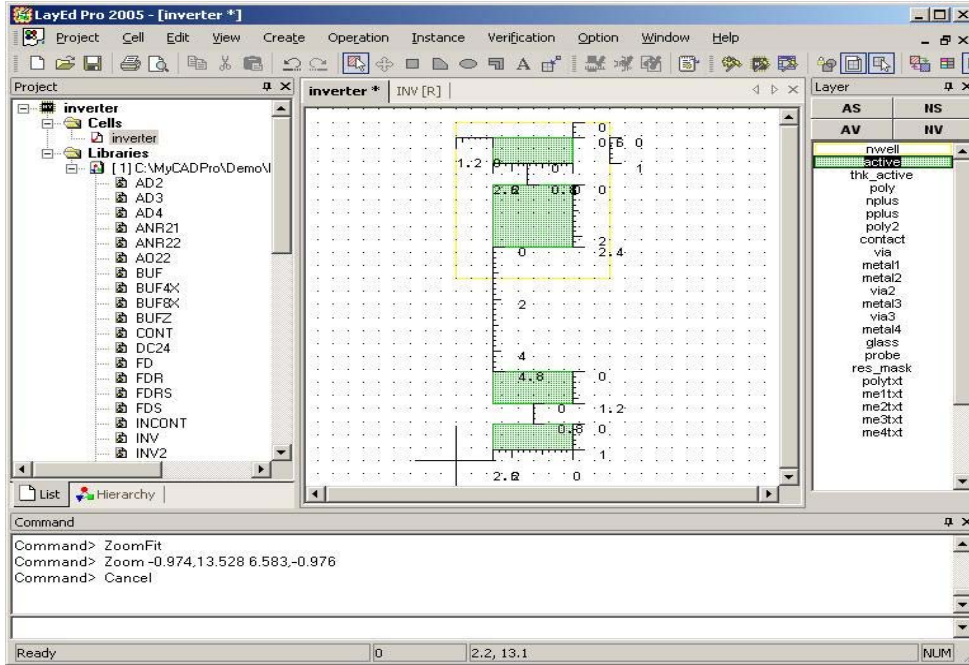 LayEd Pro 2005 - [inverter *]
Project Cell Edit View Create Operation Instance Verification Option Window Help
Project
inverter
Cells
inverter
Libraries
[1] C:\MyCADPro\Demo\
AD2
AD3
AD4
ANR21
ANR22
AO22
BUF
BUF4X
BUF8X
BUFZ
CONT
DC24
FD
FDR
FDRS
FDS
INCONT
INV
INV2
List Hierarchy
inverter * INV [R]
0
0 0
1.2 0 0 1
0 0
2
0 2.4
2
4
4.8 0
0 1.2
0.8 0
1
0
Layer
AS NS
AV NV
nwell
active
thk_active
poly
nplus
pplus
poly2
contact
via
metal1
metal2
via2
metal3
via3
metal4
glass
probe
res_mask
polytxt
me1txt
me2txt
me3txt
me4txt
Command
Command> ZoomFit
Command> Zoom -0.974,13.528 6.583,-0.976
Command> Cancel
Ready 0 2.2, 13.1 NUM